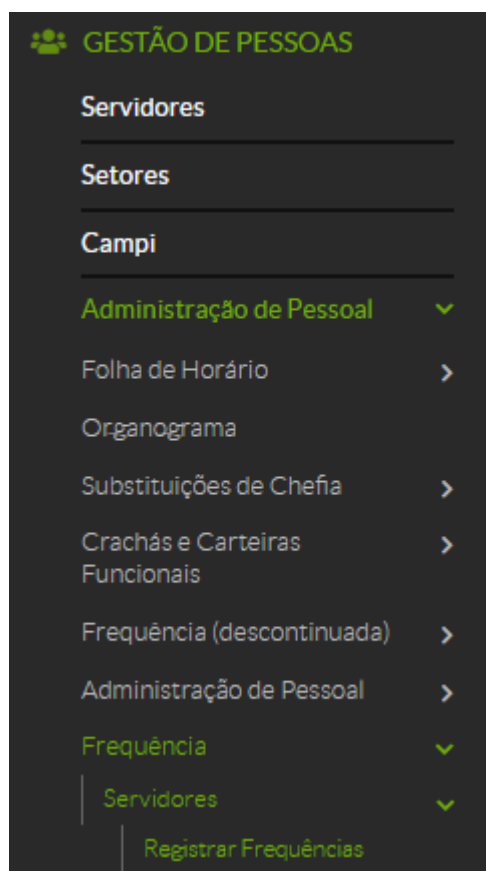 GESTÃO DE PESSOAS
Servidores
Setores
Campi
Administração de Pessoal
Folha de Horário
Organograma
Substituições de Chefia
Crachás e Carteiras
Funcionais
Frequência (descontinuada)
Administração de Pessoal
Frequência
Servidores
Registrar Frequências